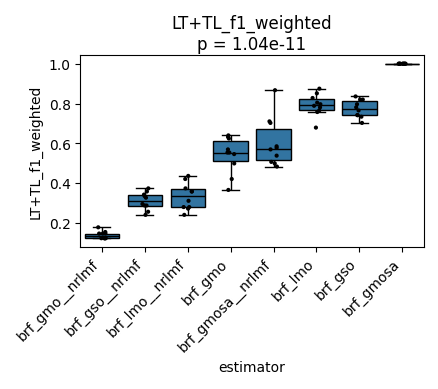 LT+TL_f1_weighted
p = 1.04e-11
LT+TL_f1_weighted
1.0
0.8
0.6
0.4
0.2
brf_gmo__nrlmf
brf_gso__nrlmf
brf_lmo__nrlmf
brf_gmo
brf_gmosa__nrlmf
brf_lmo
brf_gso
brf_gmosa
estimator